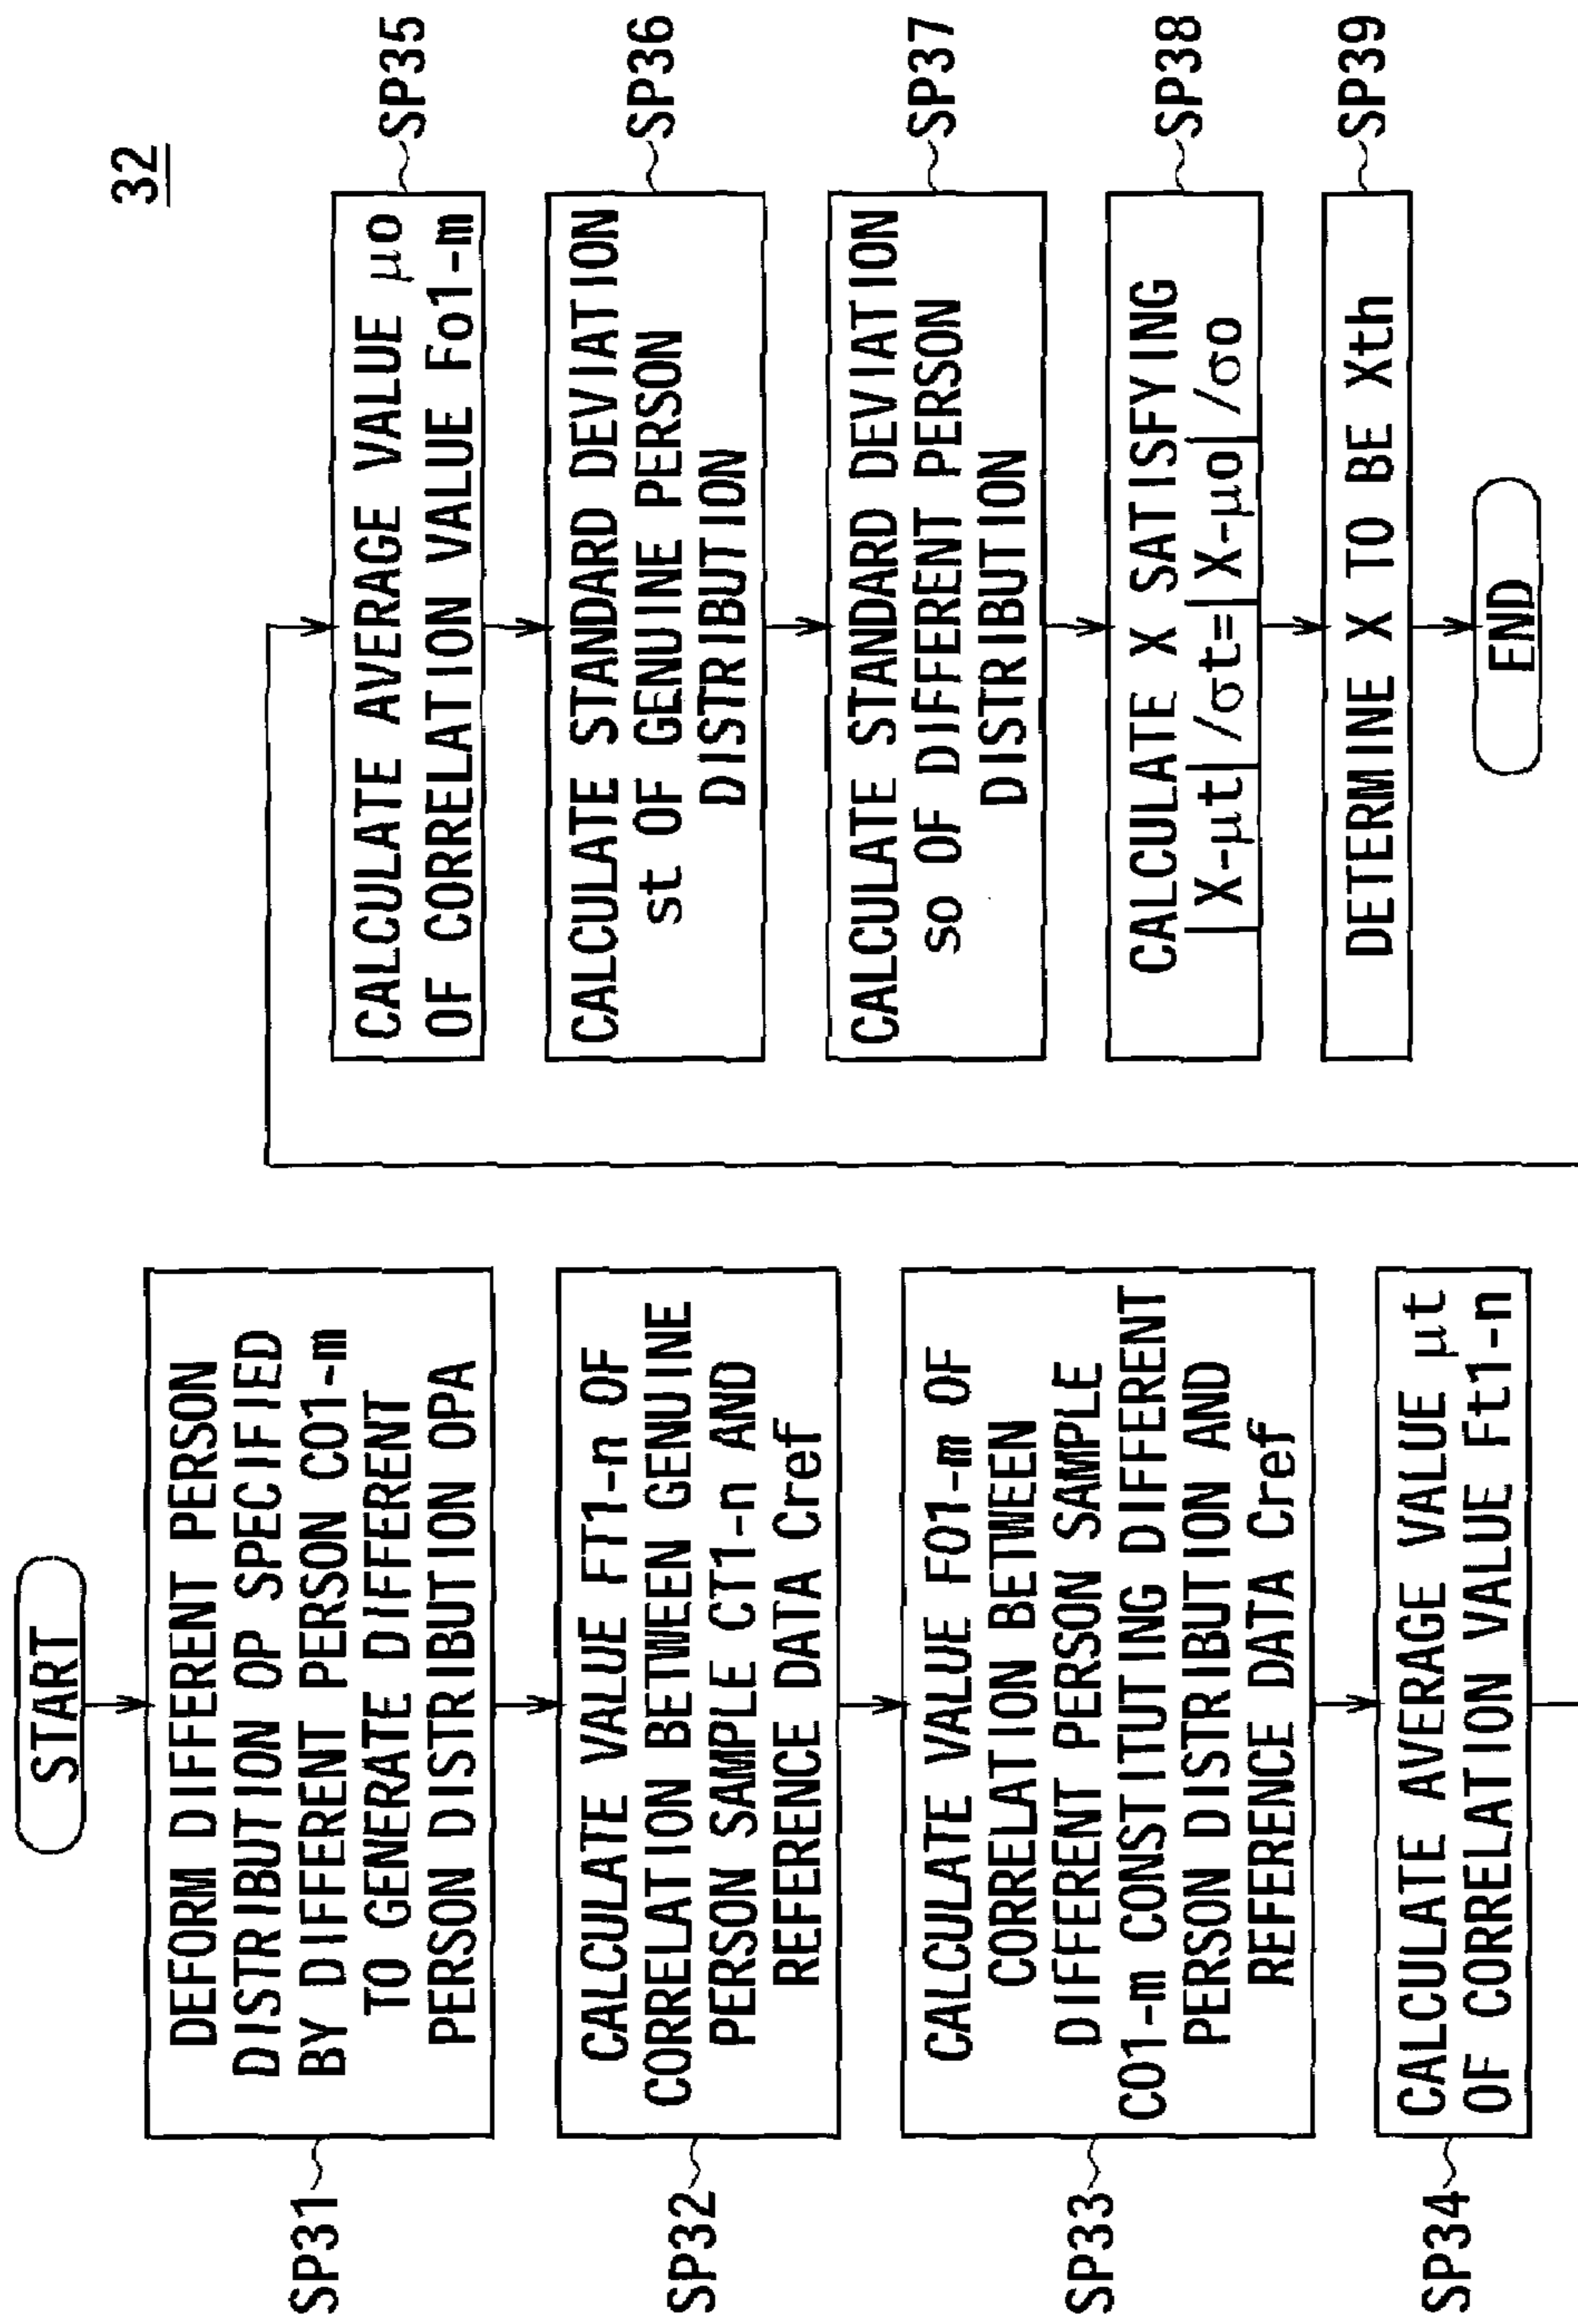 32
START
SP31
DEFORM DIFFERENT PERSON
DISTRIBUTION OP SPECIFIED
BY DIFFERENT PERSON CO1-m
TO GENERATE DIFFERENT
PERSON DISTRIBUTION OPA
SP32
CALCULATE VALUE FT1-n OF
CORRELATION BETWEEN GENUINE
PERSON SAMPLE CT1-n AND
REFERENCE DATA Cref
SP33
CALCULATE VALUE FO1-m OF
CORRELATION BETWEEN
DIFFERENT PERSON SAMPLE
CO1-m CONSTITUTING DIFFERENT
PERSON DISTRIBUTION AND
REFERENCE DATA Cref
SP34
CALCULATE AVERAGE VALUE μt
OF CORRELATION VALUE Ft1-n
SP35
CALCULATE AVERAGE VALUE μo
OF CORRELATION VALUE Fo1-m
SP36
CALCULATE STANDARD DEVIATION
st OF GENUINE PERSON
DISTRIBUTION
SP37
CALCULATE STANDARD DEVIATION
so OF DIFFERENT PERSON
DISTRIBUTION
SP38
CALCULATE X SATISFYING
|X-μt|/σt=|X-μo|/σo
SP39
DETERMINE X TO BE Xth
END